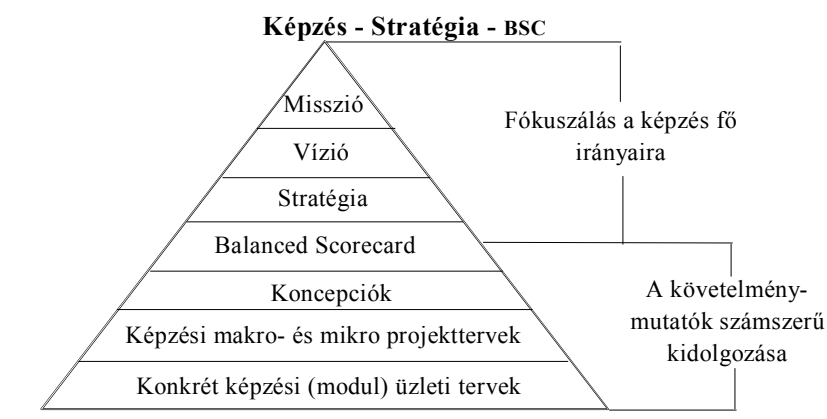 Képzés - Stratégia - BSC
Misszió
Vízió
Stratégia
Balanced Scorecard
Koncepciók
Képzési makro- és mikro projekttervek
Konkrét képzési (modul) üzleti tervek
Fókuszálás a képzés fő
irányaira
A követelmény-
mutatók számszerű
kidolgozása